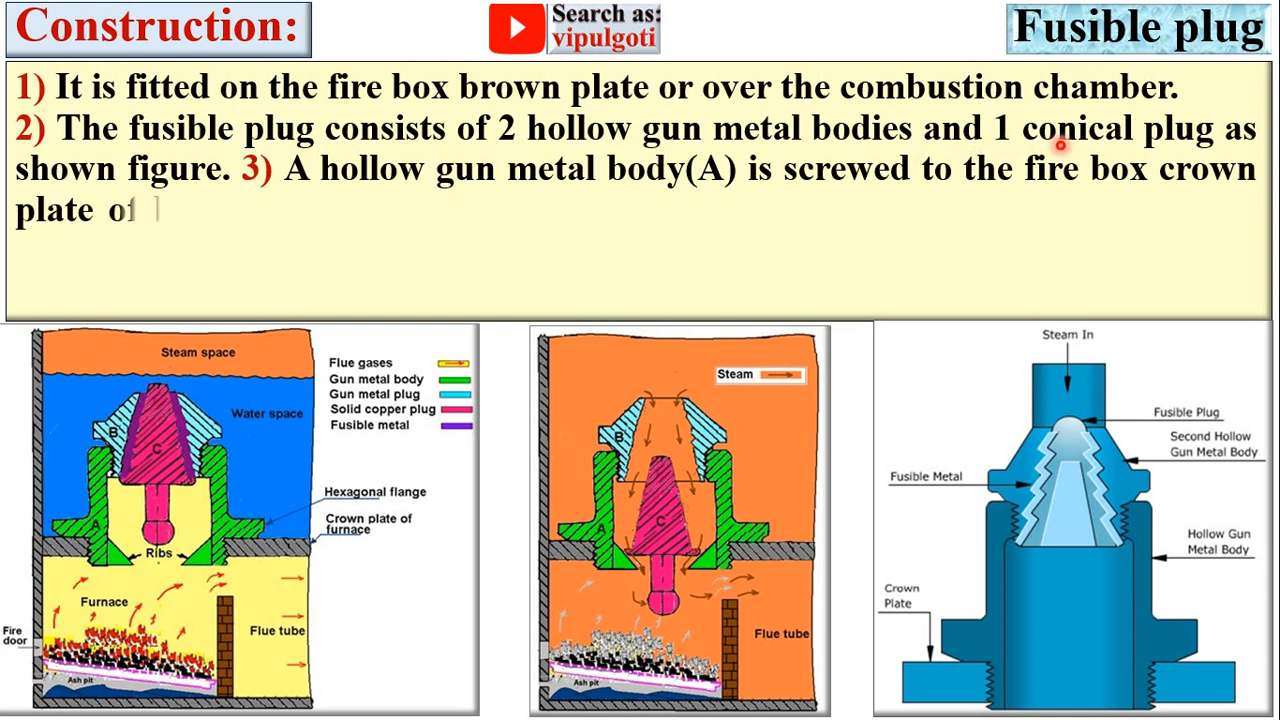 Construction:
Search as:
vipulgoti
Fusible plug
1) It is fitted on the fire box brown plate or over the combustion chamber.
2) The fusible plug consists of 2 hollow gun metal bodies and 1 conical plug as
shown figure. 3) A hollow gun metal body(A) is screwed to the fire box crown
plate of
Steam space
Water space
B
C
A
Ribs
Furnace
Fire
door
Ash pit
Flue tube
Flue gases
Gun metal body
Gun metal plug
Solid copper plug
Fusible metal
Hexagonal flange
Crown plate of
furnace
Steam
B
A
C
Flue tube
Ash pit
Steam In
Fusible Plug
Second Hollow
Gun Metal Body
Fusible Metal
Hollow Gun
Metal Body
Crown
Plate